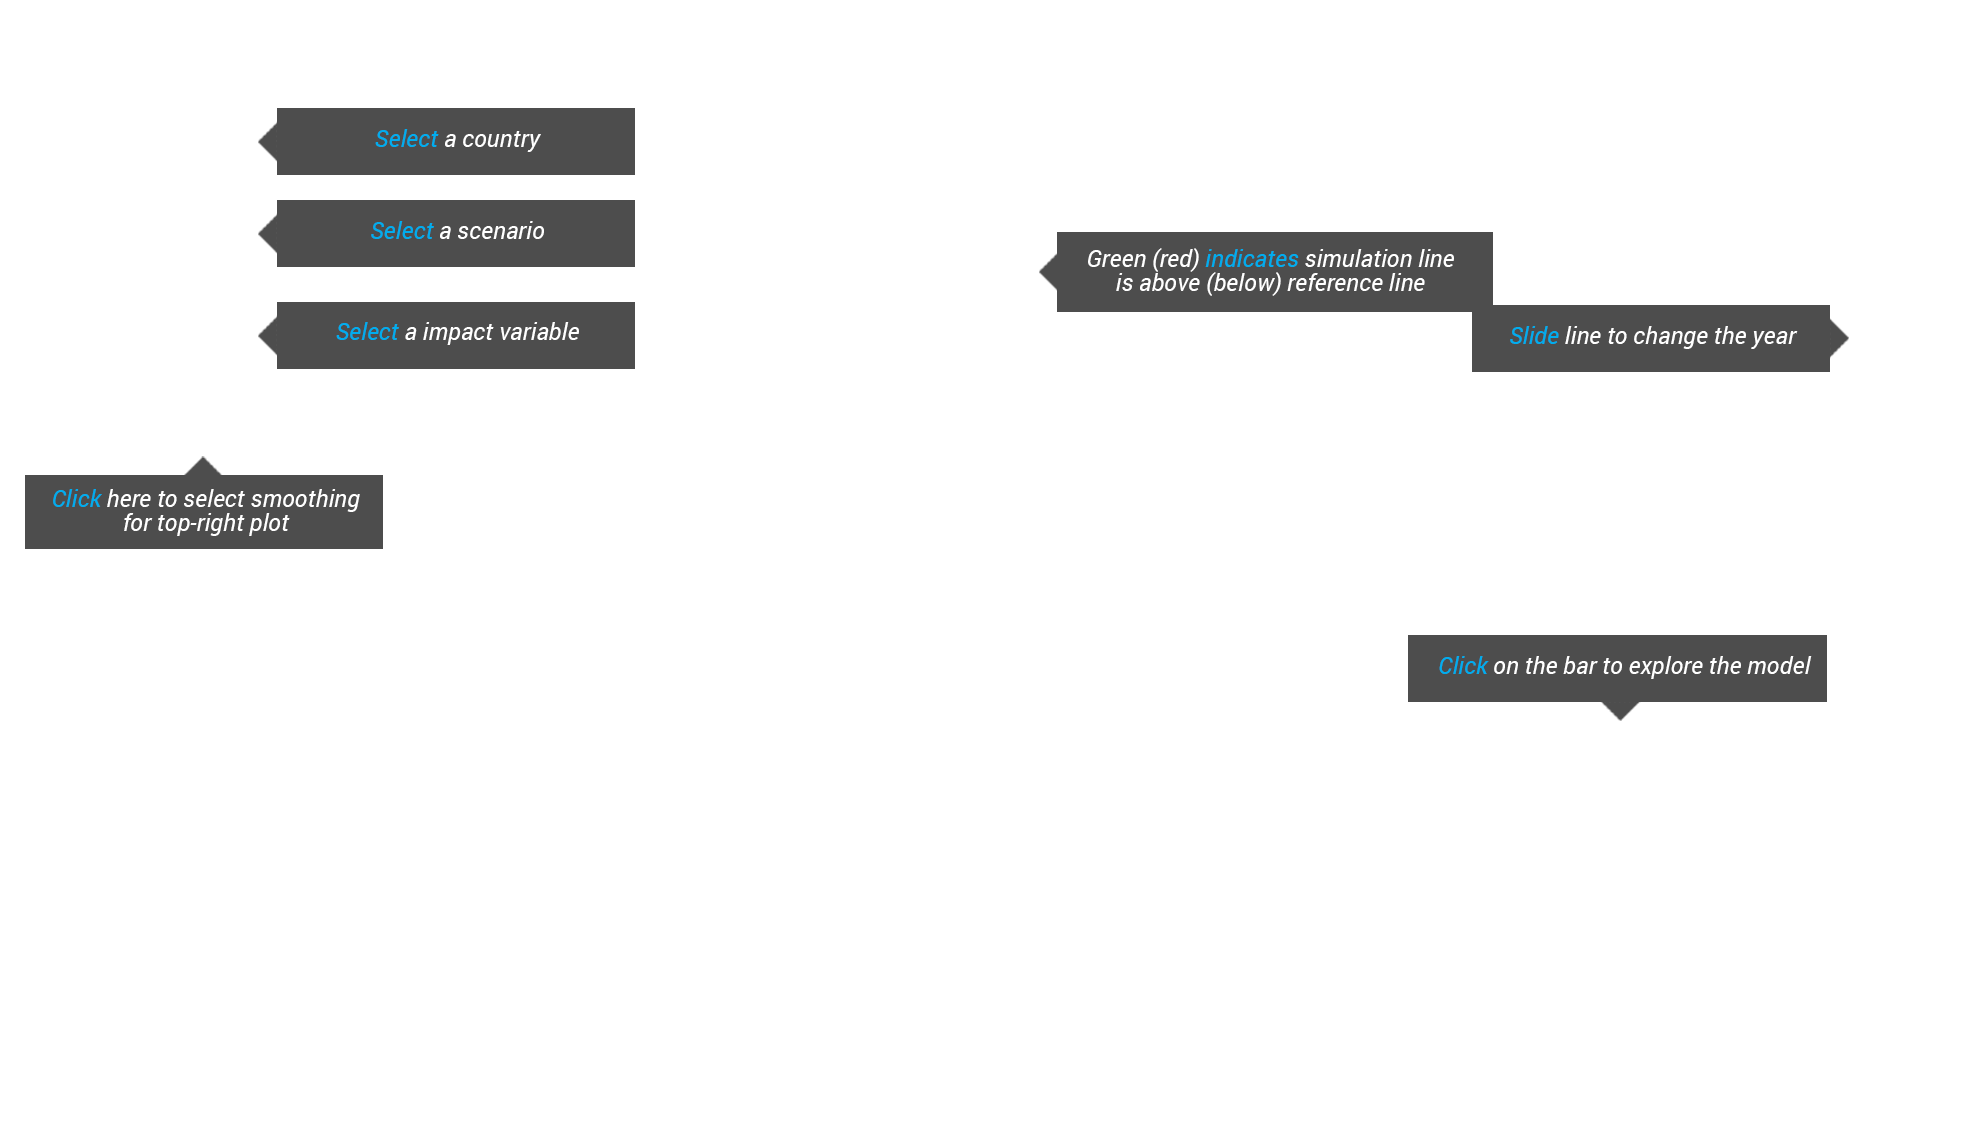 Select a country
Select a scenario
Select a impact variable
Click here to select smoothing
for top-right plot
Green (red) indicates simulation line
is above (below) reference line
Slide line to change the year
Click on the bar to explore the model